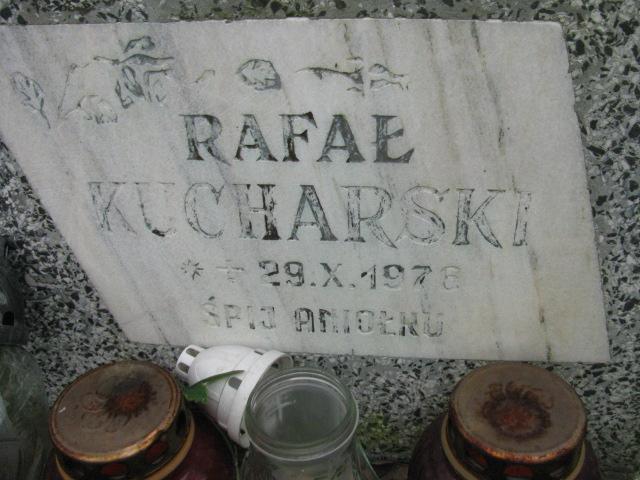 RAFAŁ
KUCHARSKI
* + 29.X.1978
ŚPIJ ANIOŁKU